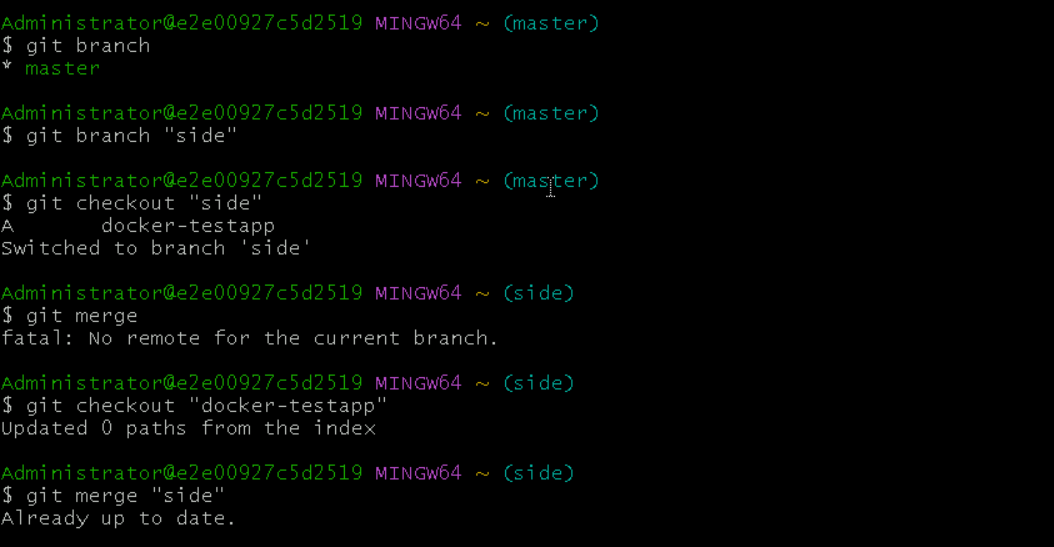 Administrator@e2e00927c5d2519 MINGW64 ~ (master)
$ git branch
* master
Administrator@e2e00927c5d2519 MINGW64 ~ (master)
$ git branch "side"
Administrator@e2e00927c5d2519 MINGW64 ~ (master)
$ git checkout "side"
A       docker-testapp
Switched to branch 'side'
Administrator@e2e00927c5d2519 MINGW64 ~ (side)
$ git merge
fatal: No remote for the current branch.
Administrator@e2e00927c5d2519 MINGW64 ~ (side)
$ git checkout "docker-testapp"
Updated 0 paths from the index
Administrator@e2e00927c5d2519 MINGW64 ~ (side)
$ git merge "side"
Already up to date.